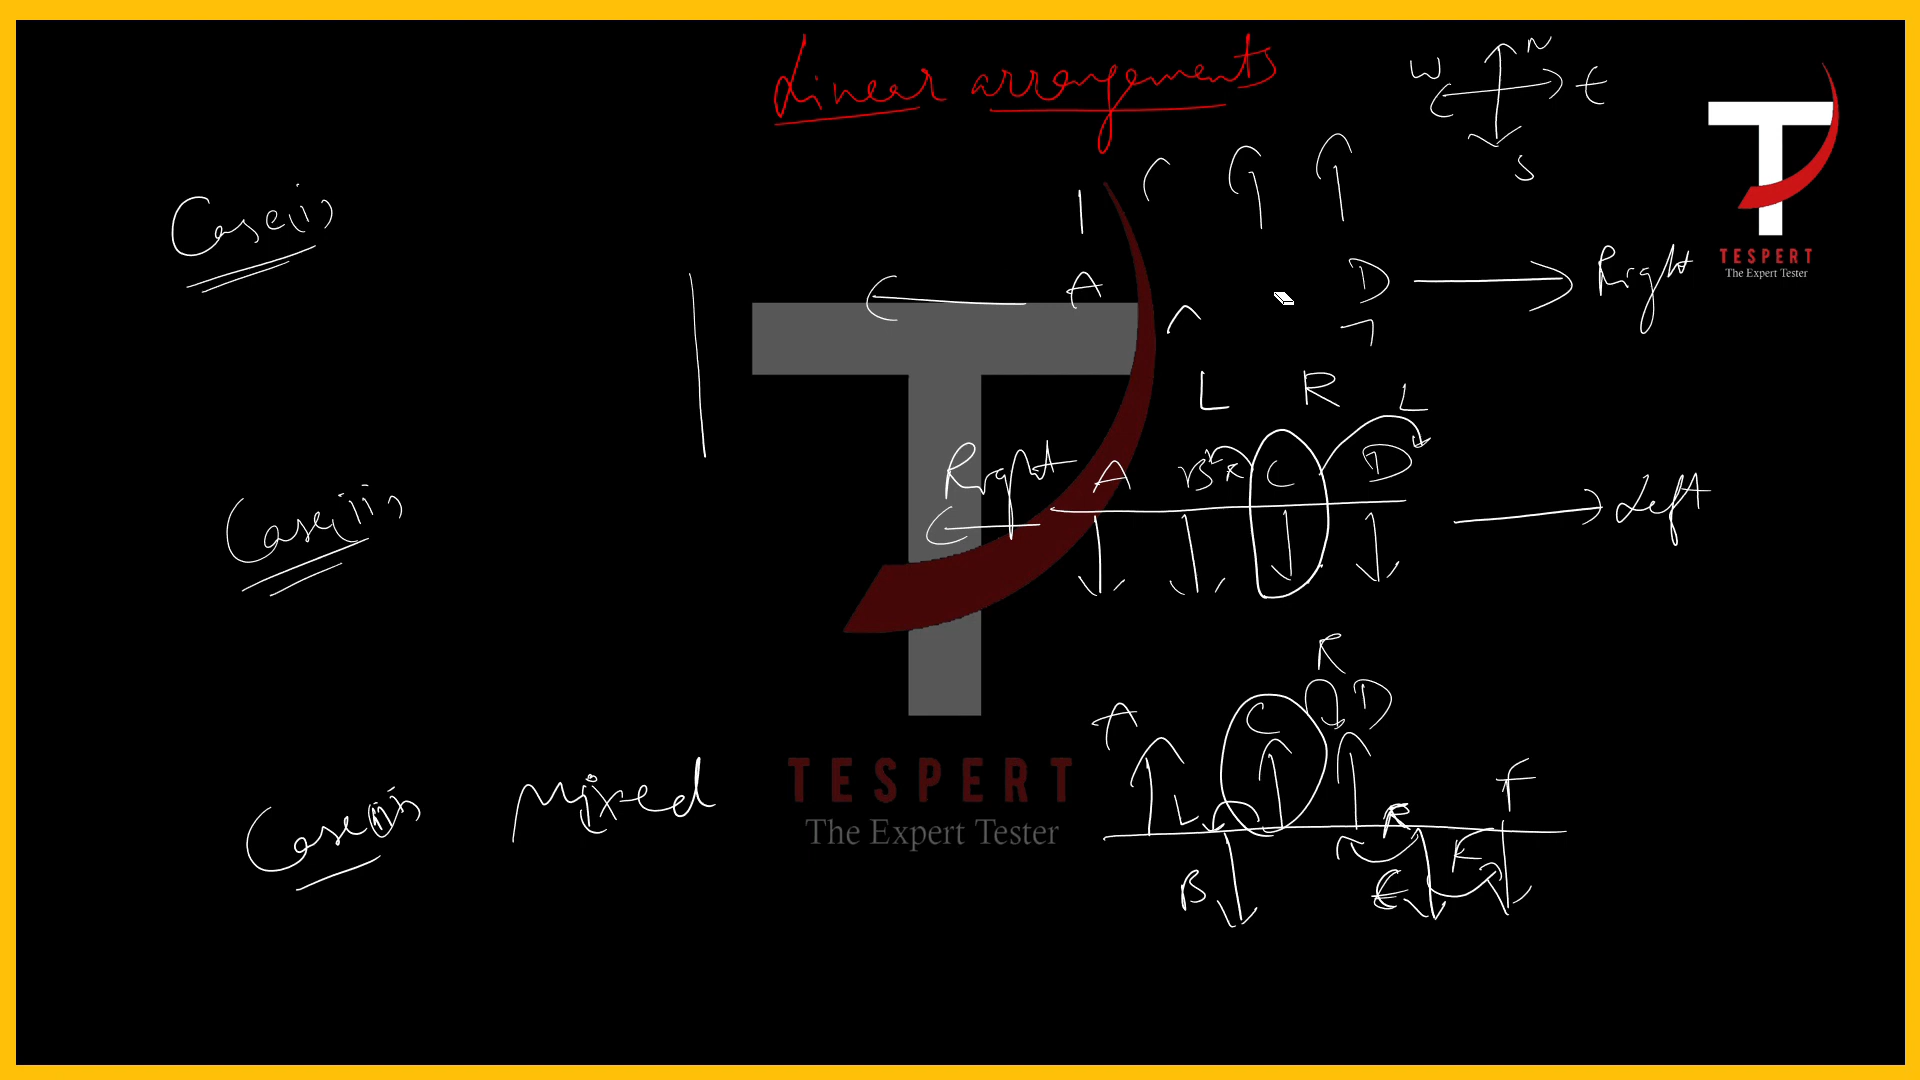 Linear arrangements
N
W E
S
TESPERT
The Expert Tester
Case(i)
A D Right
L R L
Right A B C D Left
Case(ii)
R
A C D
Case(iii) Mixed L R F
B E R
TESPERT
The Expert Tester